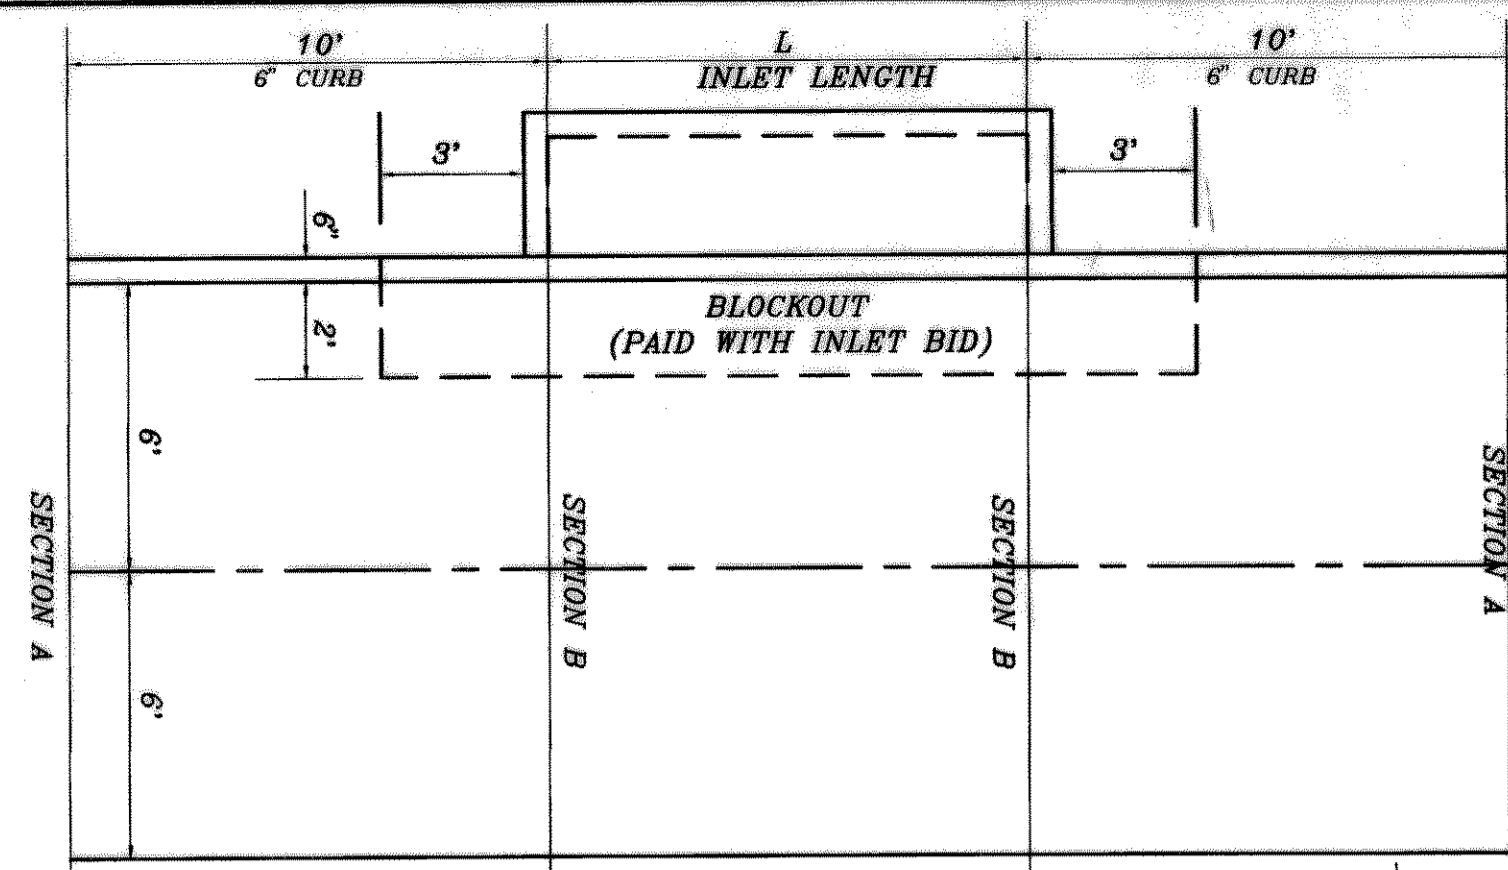 10'
6" CURB
L
INLET LENGTH
10'
6" CURB
3'
3'
6"
BLOCKOUT
(PAID WITH INLET BID)
2'
6'
SECTION A
SECTION B
SECTION B
SECTION A
6'